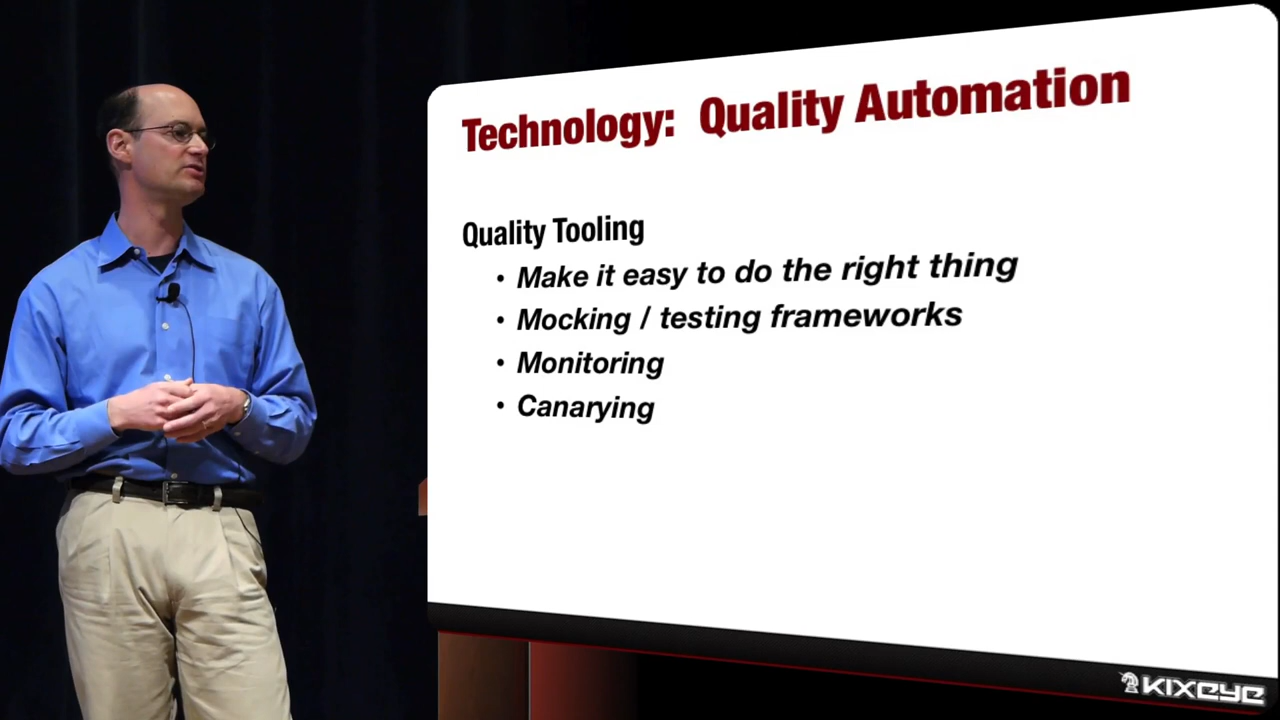 Technology: Quality Automation
Quality Tooling
• Make it easy to do the right thing
• Mocking / testing frameworks
• Monitoring
• Canarying
KIXEYE